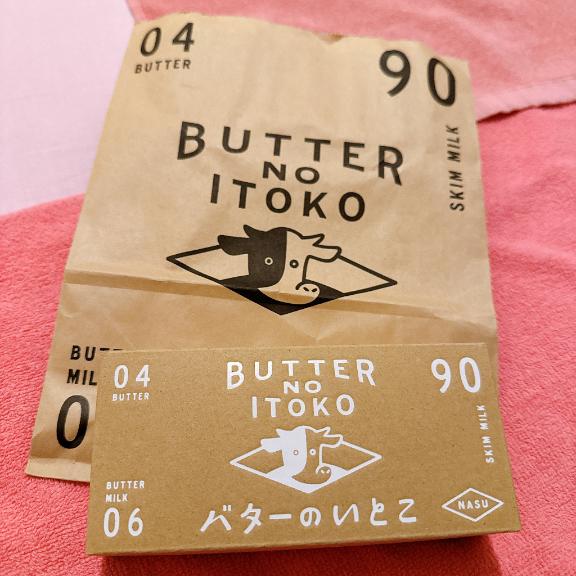 04
BUTTER
90
SKIM MILK
BUTTER
NO
ITOKO
04
BUTTER
BUTTER
NO
ITOKO
90
SKIM MILK
BUTTER
MILK
06
バターのいとこ
NASU